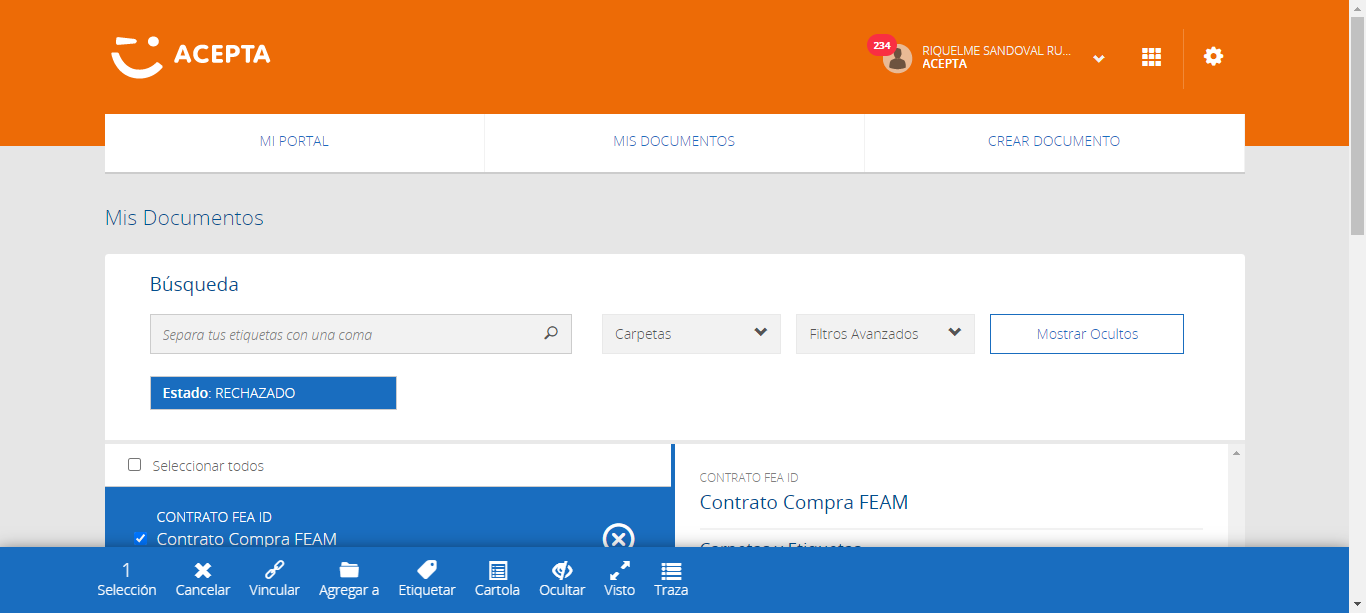 ACEPTA
234
RIQUELME SANDOVAL RU...
ACEPTA
MI PORTAL
MIS DOCUMENTOS
CREAR DOCUMENTO
Mis Documentos
Búsqueda
Separa tus etiquetas con una coma
Carpetas
Filtros Avanzados
Mostrar Ocultos
Estado: RECHAZADO
Seleccionar todos
CONTRATO FEA ID
Contrato Compra FEAM
CONTRATO FEA ID
Contrato Compra FEAM
Carpetas y Etiquetas
1
Selección
Cancelar
Vincular
Agregar a
Etiquetar
Cartola
Ocultar
Visto
Traza